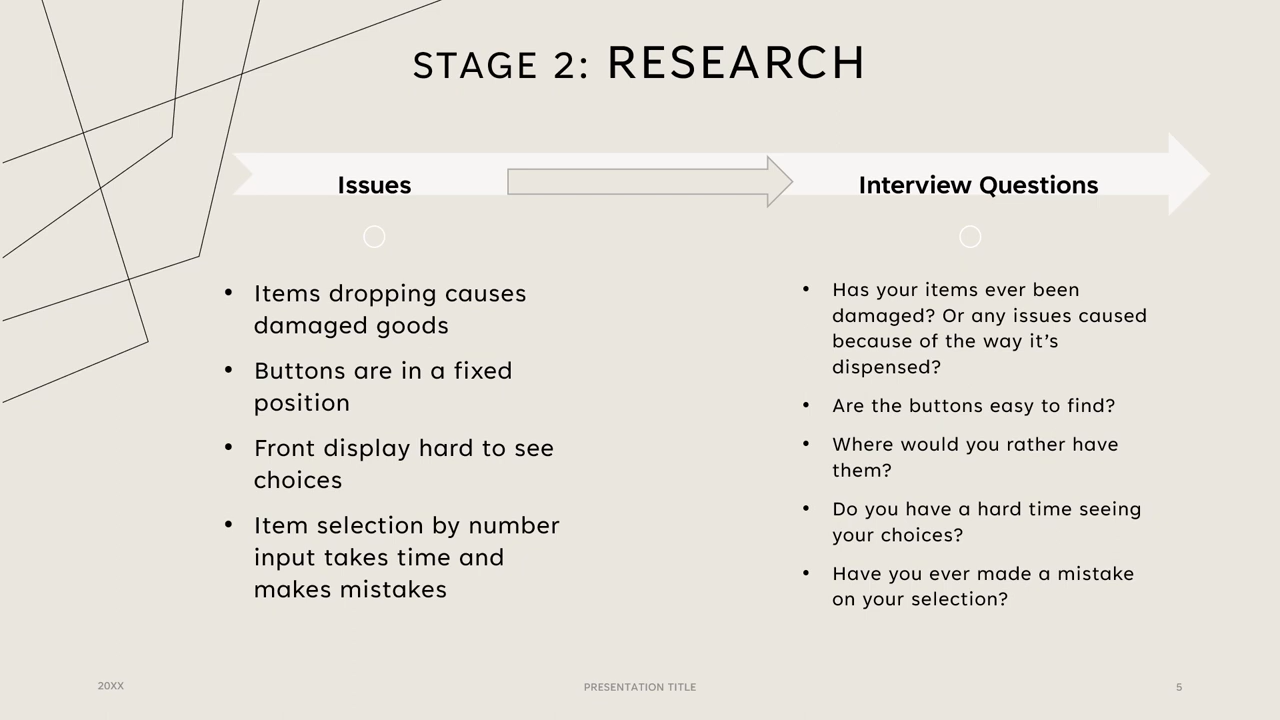 STAGE 2: RESEARCH
Issues
Interview Questions
• Items dropping causes
damaged goods
• Buttons are in a fixed
position
• Front display hard to see
choices
• Item selection by number
input takes time and
makes mistakes
• Has your items ever been
damaged? Or any issues caused
because of the way it’s
dispensed?
• Are the buttons easy to find?
• Where would you rather have
them?
• Do you have a hard time seeing
your choices?
• Have you ever made a mistake
on your selection?
20XX
PRESENTATION TITLE
5